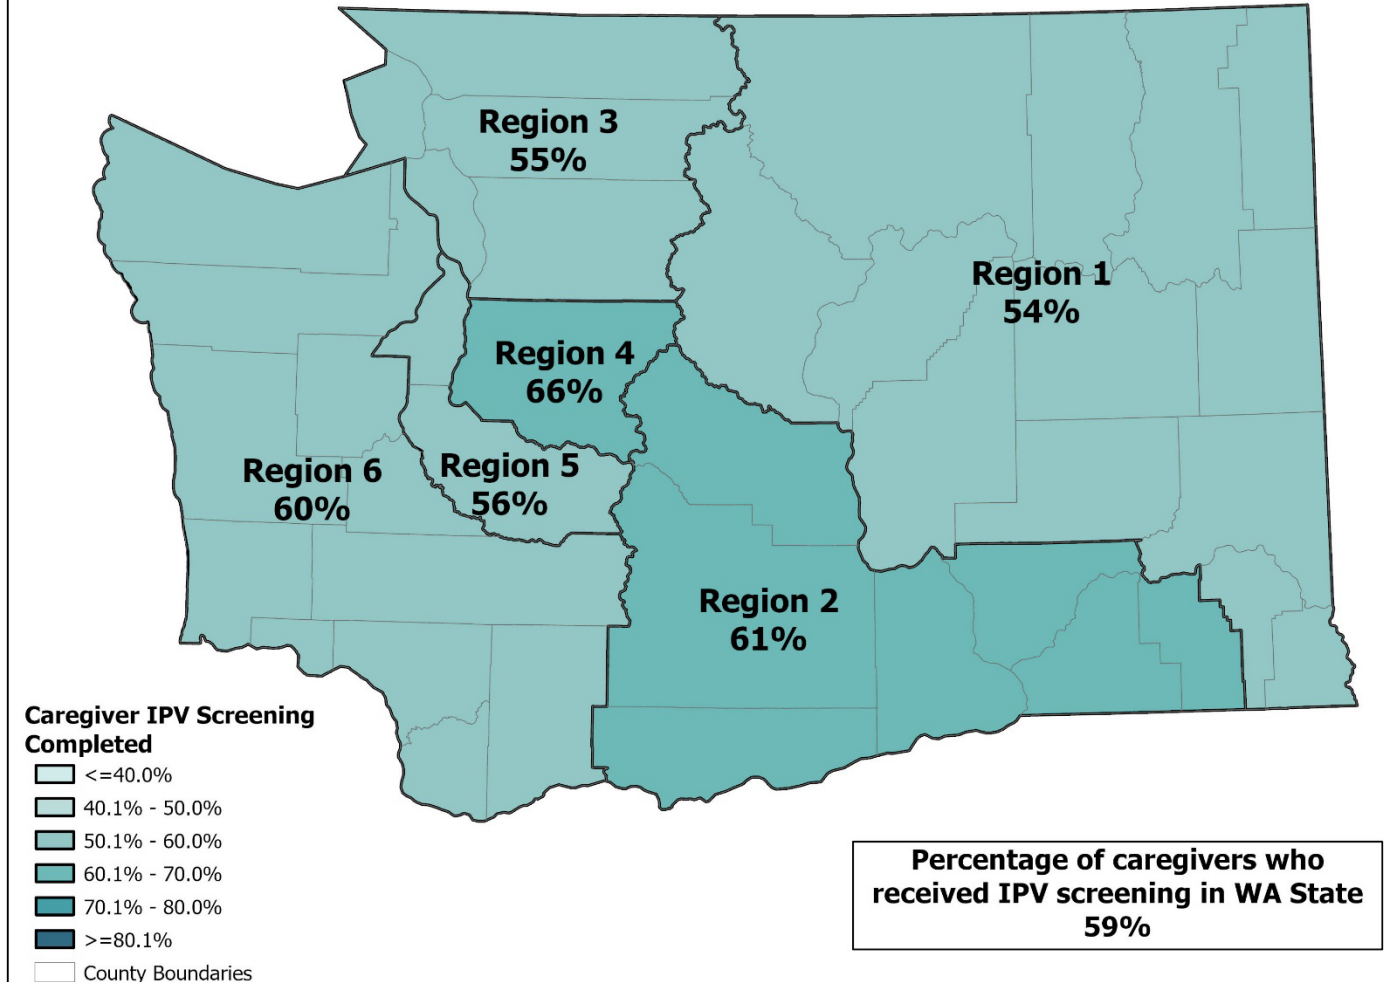 Region 3
55%
Region 1
54%
Region 4
66%
Region 5
56%
Region 6
60%
Region 2
61%
Caregiver IPV Screening
Completed
<=40.0%
40.1% - 50.0%
50.1% - 60.0%
60.1% - 70.0%
70.1% - 80.0%
>=80.1%
County Boundaries
Percentage of caregivers who
received IPV screening in WA State
59%